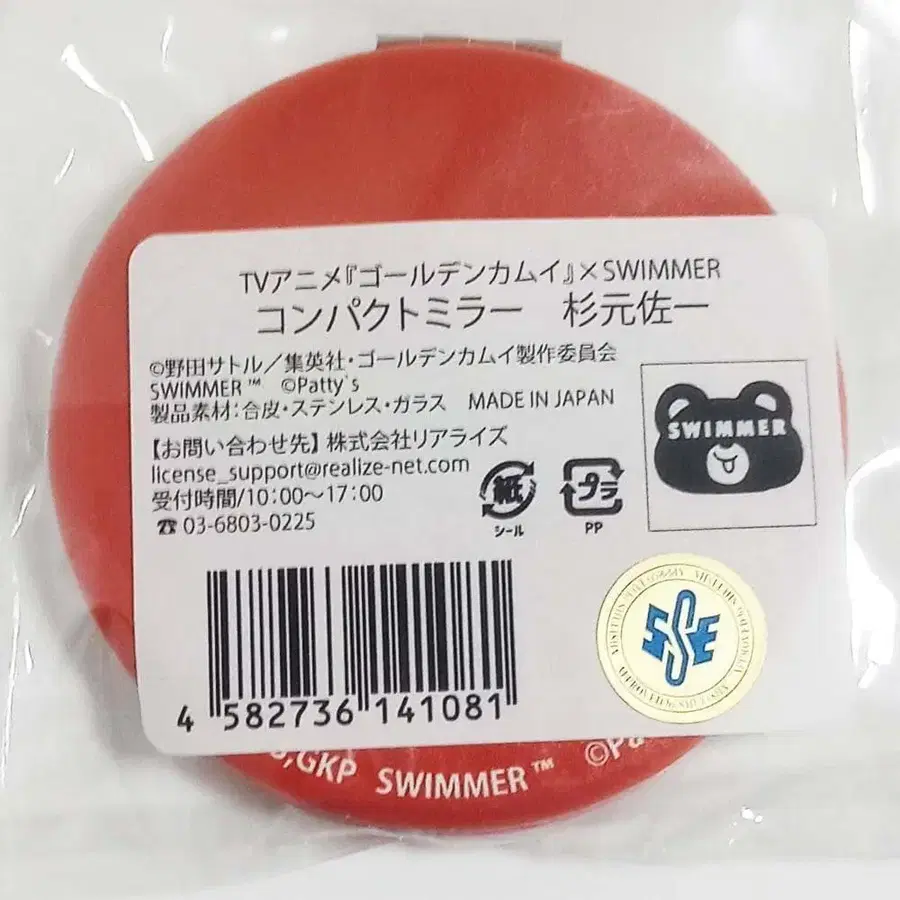 TVアニメ『ゴールデンカムイ』×SWIMMER
コンパクトミラー　杉元佐一
©野田サトル／集英社・ゴールデンカムイ製作委員会
SWIMMER™ ©Patty`s
製品素材：合皮・ステンレス・ガラス　MADE IN JAPAN
【お問い合わせ先】株式会社リアライズ
license_support@realize-net.com
受付時間/10：00～17：00
☎ 03-6803-0225
紙
シール
プラ
PP
SWIMMER
SSE
4 582736 141081
,GKP SWIMMER™ ©Pa